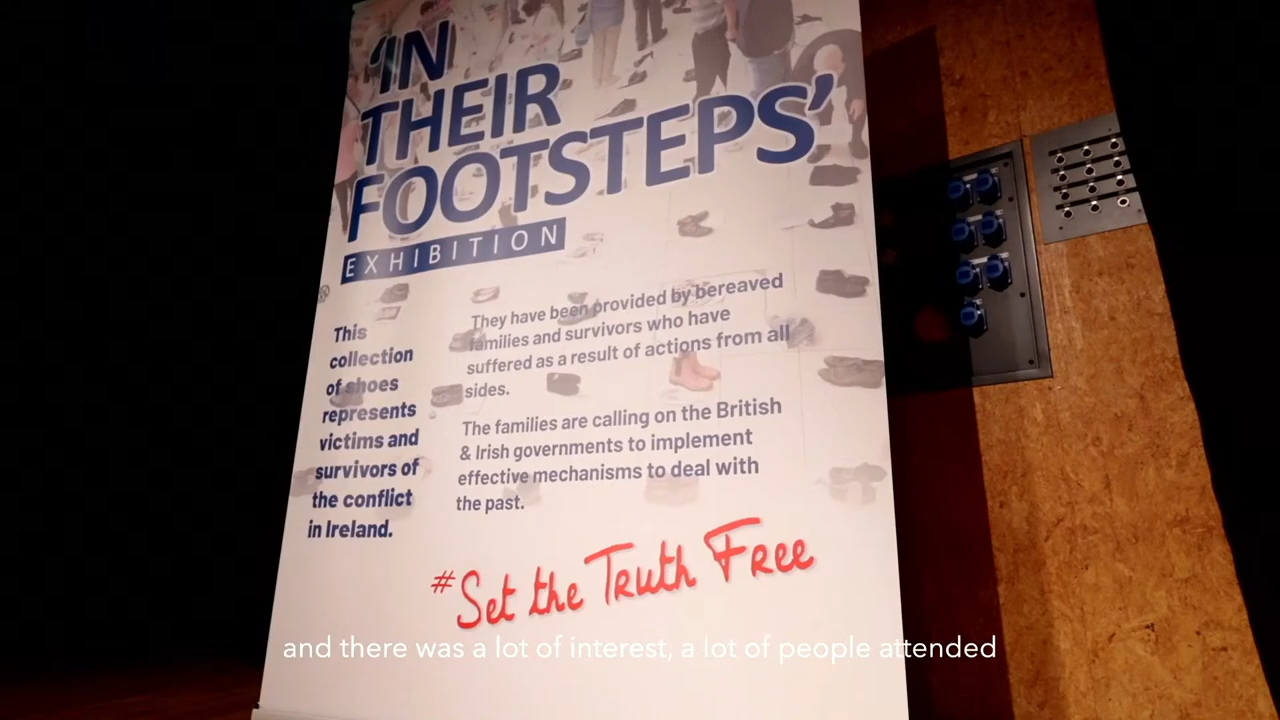 'IN
THEIR
FOOTSTEPS'
EXHIBITION
This
collection
of shoes
represents
victims and
survivors of
the conflict
in Ireland.
They have been provided by bereaved
families and survivors who have
suffered as a result of actions from all
sides.
The families are calling on the British
& Irish governments to implement
effective mechanisms to deal with
the past.
#Set the Truth Free
and there was a lot of interest, a lot of people attended